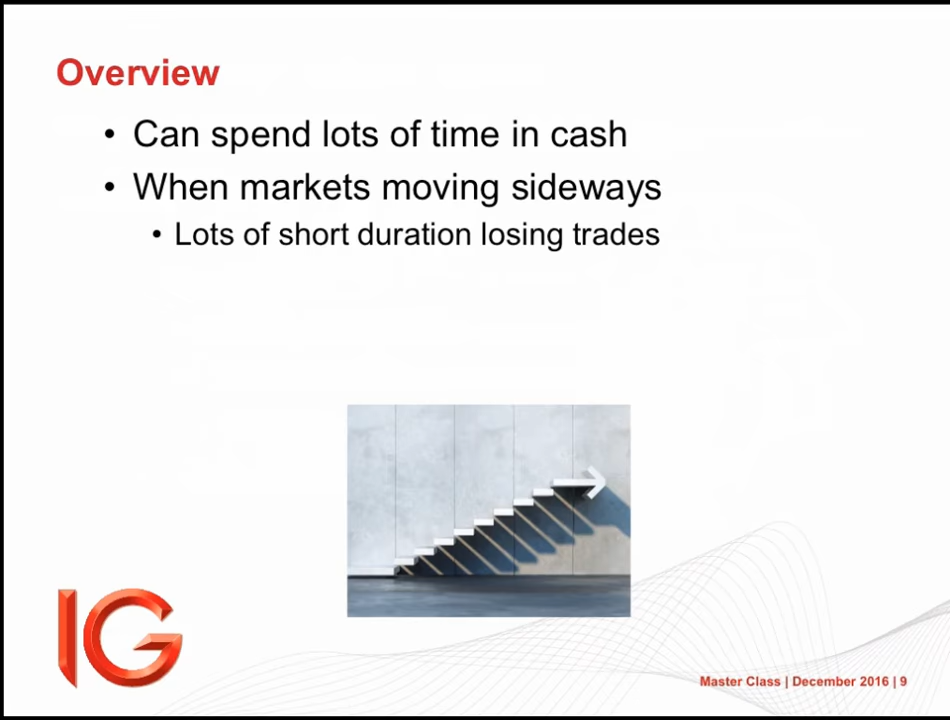 Overview
• Can spend lots of time in cash
• When markets moving sideways
• Lots of short duration losing trades
IG
Master Class | December 2016 | 9